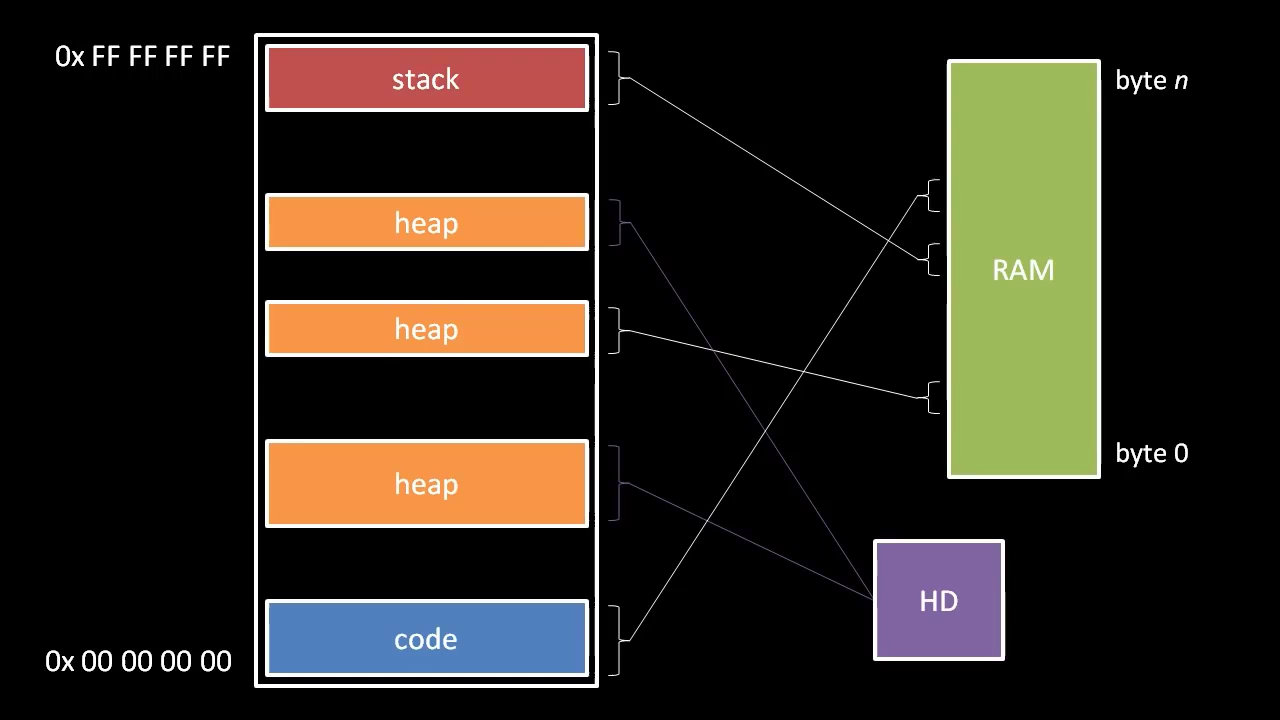 0x FF FF FF FF
stack
heap
heap
heap
code
0x 00 00 00 00
byte n
RAM
byte 0
HD